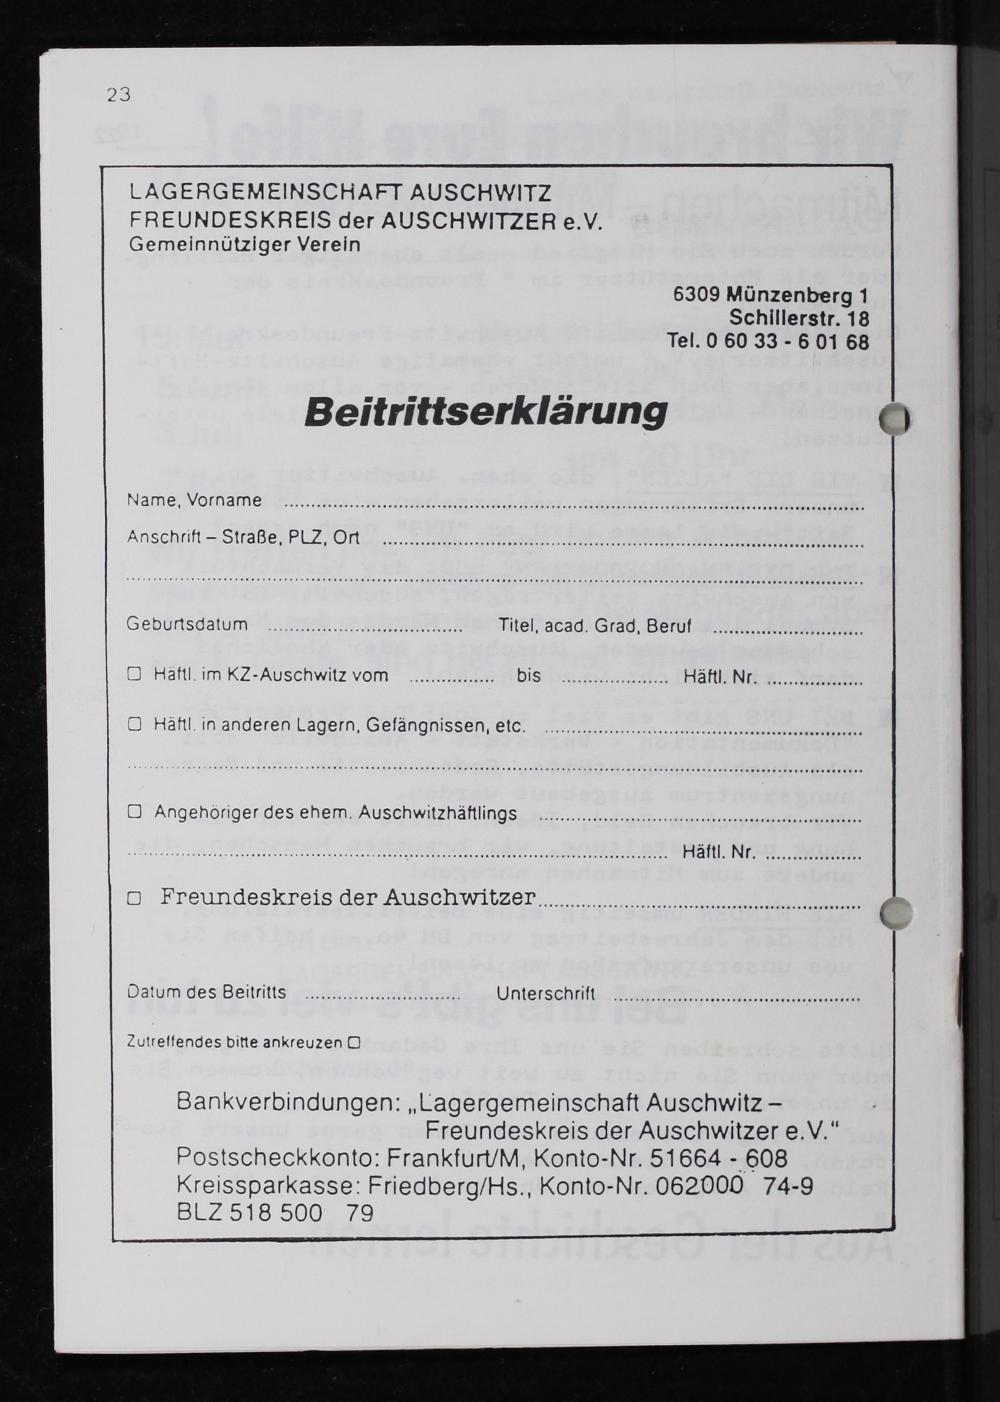 23
LAGERGEMEINSCHAFT AUSCHWITZ
FREUNDESKREIS der AUSCHWITZER e.V.
Gemeinnütziger Verein
6309 Münzenberg 1
Schillerstr. 18
Tel. 0 60 33 - 6 01 68
Beitrittserklärung
Name, Vorname
Anschrift – Straße, PLZ, Ort
Geburtsdatum Titel, acad. Grad, Beruf
☐ Häftl. im KZ-Auschwitz vom bis Häftl. Nr.
☐ Häftl. in anderen Lagern, Gefängnissen, etc.
☐ Angehöriger des ehem. Auschwitzhäftlings
Häftl. Nr.
☐ Freundeskreis der Auschwitzer
Datum des Beitritts Unterschrift
Zutreffendes bitte ankreuzen ☐
Bankverbindungen: „Lagergemeinschaft Auschwitz –
Freundeskreis der Auschwitzer e.V.“
Postscheckkonto: Frankfurt/M, Konto-Nr. 51664 - 608
Kreissparkasse: Friedberg/Hs., Konto-Nr. 062000 74-9
BLZ 518 500 79